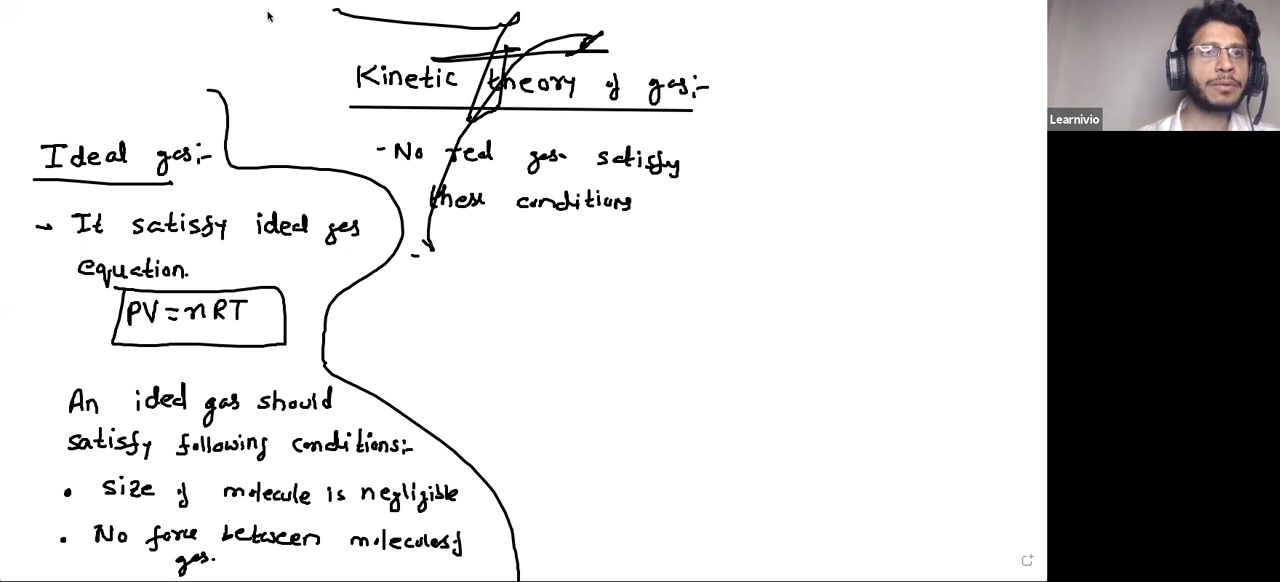 Kinetic theory of gas:-
Ideal gas:-
→ It satisfy ideal gas
equation.
PV = nRT
An ideal gas should
satisfy following conditions:-
• size of molecule is negligible
• No force between molecules of
gas.
- No real gas satisfy
these conditions
-
Learnivio